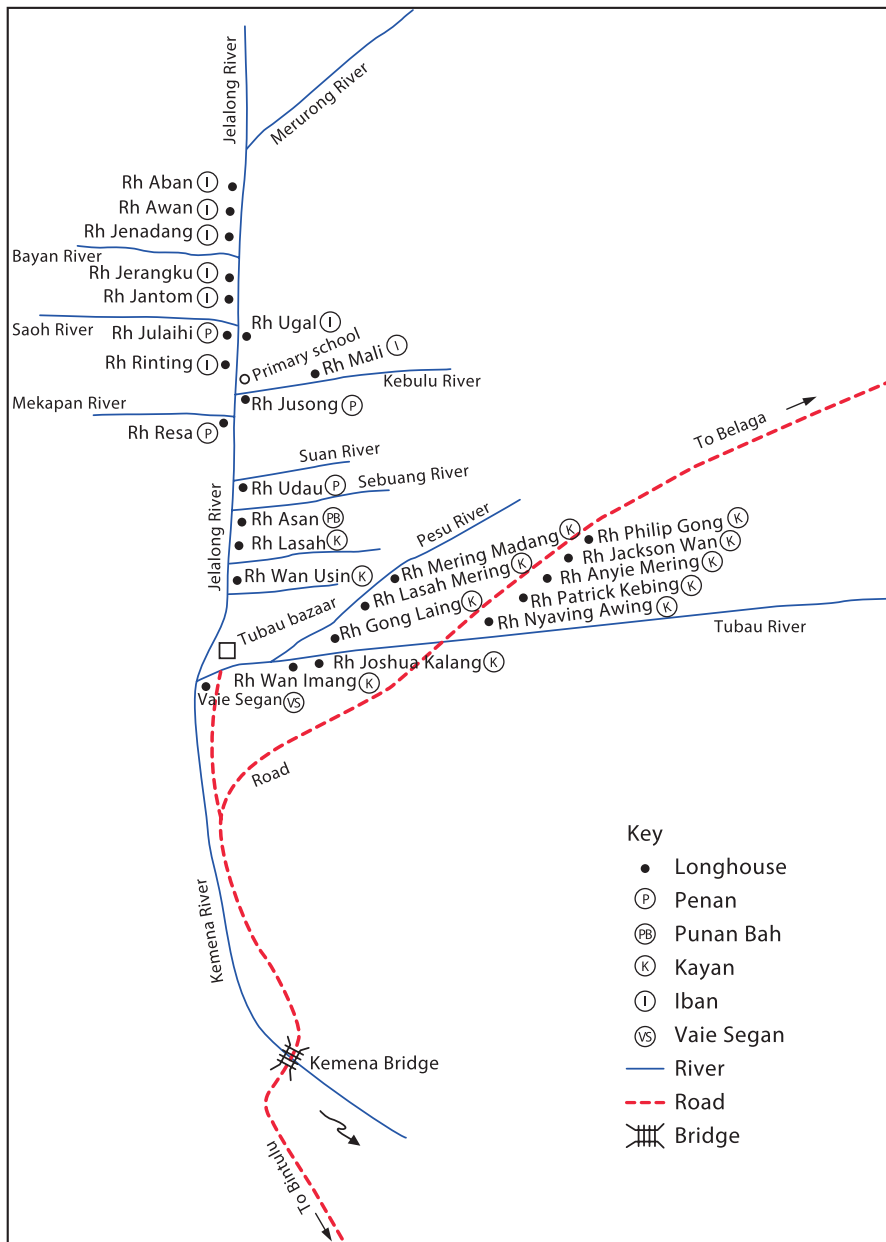 Jelalong River
Merurong River
Rh Aban I
Rh Awan I
Rh Jenadang I
Bayan River
Rh Jerangku I
Rh Jantom I
Saoh River
Rh Julaihi P
Rh Ugal I
Rh Rinting I
Primary school
Rh Mali I
Kebulu River
Mekapan River
Rh Jusong P
Rh Resa P
To Belaga
Suan River
Rh Udau P
Sebuang River
Rh Asan PB
Rh Lasah K
Jelalong River
Rh Wan Usin K
Pesu River
Rh Mering Madang K
Rh Lasah Mering K
Rh Gong Laing K
Rh Philip Gong K
Rh Jackson Wan K
Rh Anyie Mering K
Rh Patrick Kebing K
Rh Nyaving Awing K
Tubau River
Tubau bazaar
Rh Joshua Kalang K
Rh Wan Imang K
Vaie Segan VS
Road
Kemena River
Kemena Bridge
To Bintulu
Key
Longhouse
P Penan
PB Punan Bah
K Kayan
I Iban
VS Vaie Segan
River
Road
Bridge